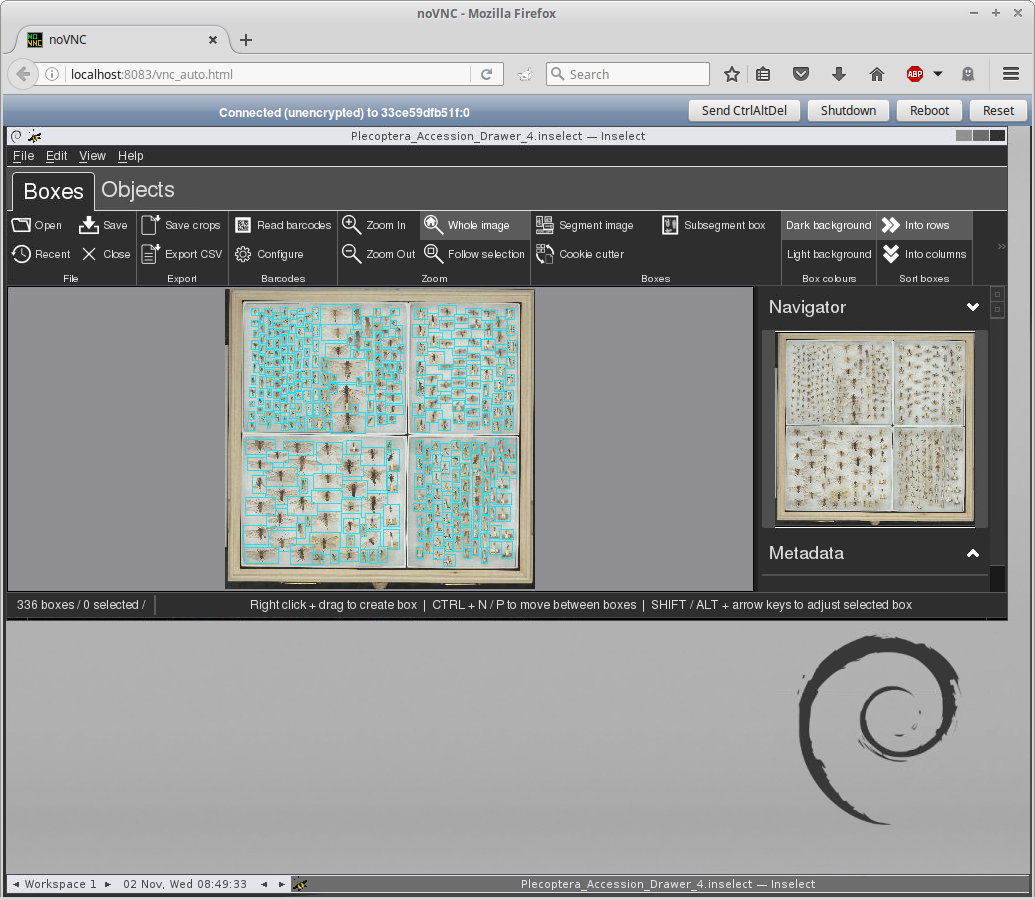 noVNC - Mozilla Firefox
noVNC
localhost:8083/vnc_auto.html
Search
ABP
Connected (unencrypted) to 33ce59dfb51f:0
Send CtrlAltDel
Shutdown
Reboot
Reset
Plecoptera_Accession_Drawer_4.inselect — Inselect
File Edit View Help
Boxes Objects
Open Save Save crops Read barcodes Zoom In Whole image Segment image Subsegment box Dark background Into rows
Recent Close Export CSV Configure Zoom Out Follow selection Cookie cutter Light background Into columns
File Export Barcodes Zoom Boxes Box colours Sort boxes
Navigator
Metadata
336 boxes / 0 selected /
Right click + drag to create box | CTRL + N / P to move between boxes | SHIFT / ALT + arrow keys to adjust selected box
Workspace 1 02 Nov, Wed 08:49:33 Plecoptera_Accession_Drawer_4.inselect — Inselect